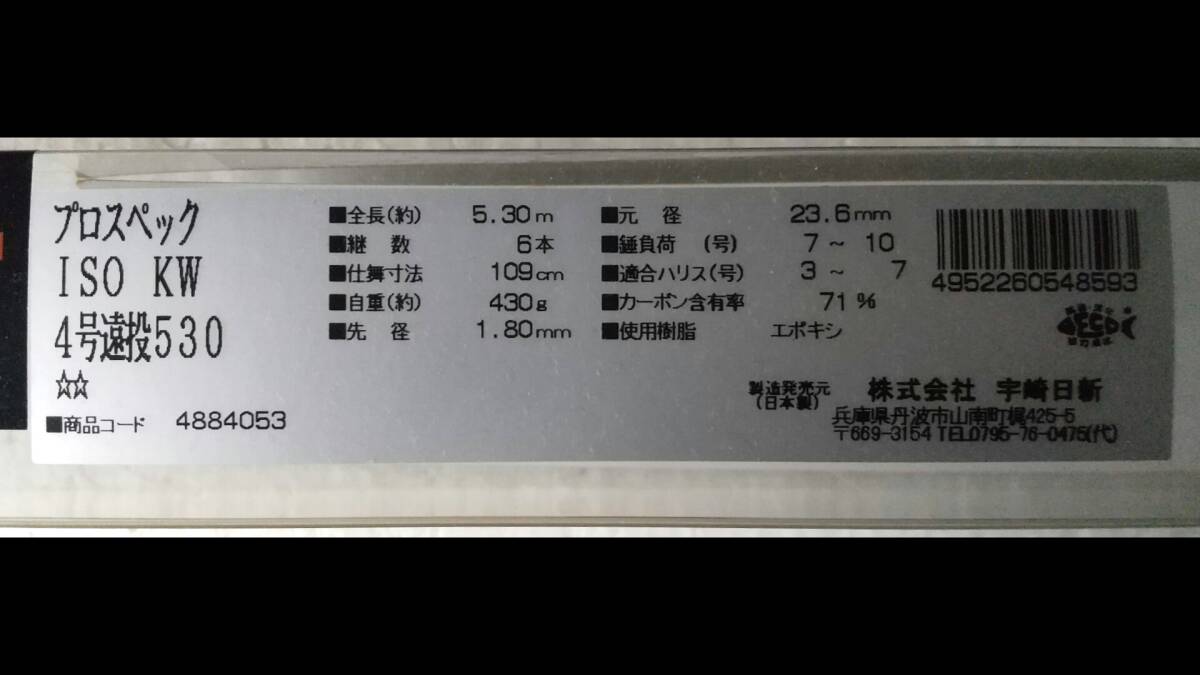 プロスペック
ISO KW
4号遠投530
☆☆
■商品コード 4884053
■全長(約) 5.30m
■継 数 6本
■仕舞寸法 109cm
■自重(約) 430g
■先 径 1.80mm
■元 径 23.6mm
■錘負荷 (号) 7～ 10
■適合ハリス(号) 3～ 7
■カーボン含有率 71%
■使用樹脂 エポキシ
4952260548593
製造発売元
(日本製)
株式会社 宇崎日新
兵庫県丹波市山南町梶425-5
〒669-3154 TEL0795-76-0475(代)